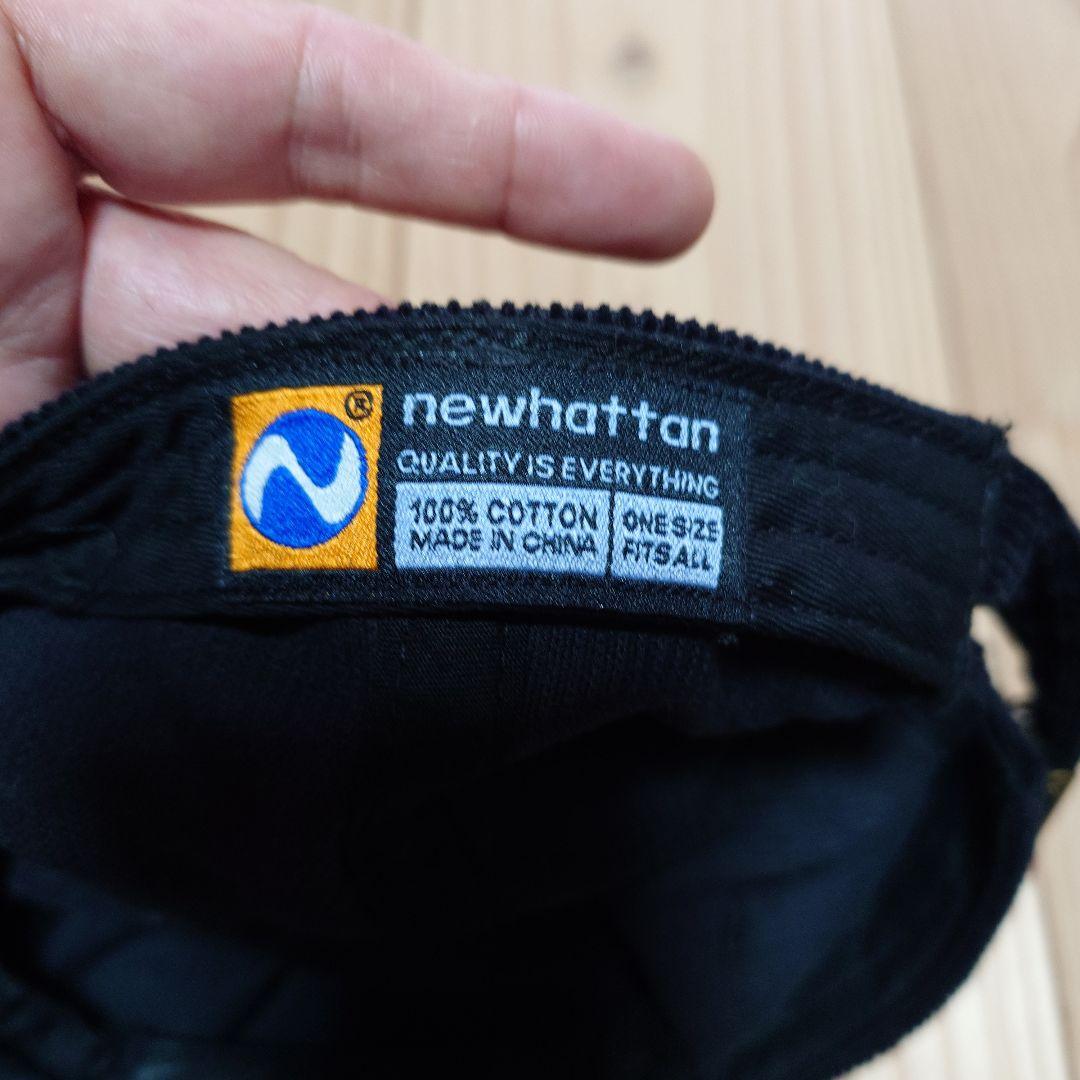 ®
newhattan
QUALITY IS EVERYTHING
100% COTTON
MADE IN CHINA
ONE SIZE
FITS ALL